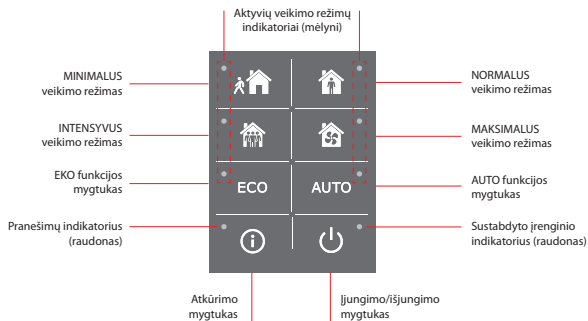 Aktyvių veikimo režimų
indikatoriai (mėlyni)
MINIMALUS
veikimo režimas
NORMALUS
veikimo režimas
INTENSYVUS
veikimo režimas
MAKSIMALUS
veikimo režimas
EKO funkcijos
mygtukas
ECO
AUTO
AUTO funkcijos
mygtukas
Pranešimų indikatorius
(raudonas)
Sustabdyto įrenginio
indikatorius (raudonas)
Atkūrimo
mygtukas
Įjungimo/išjungimo
mygtukas